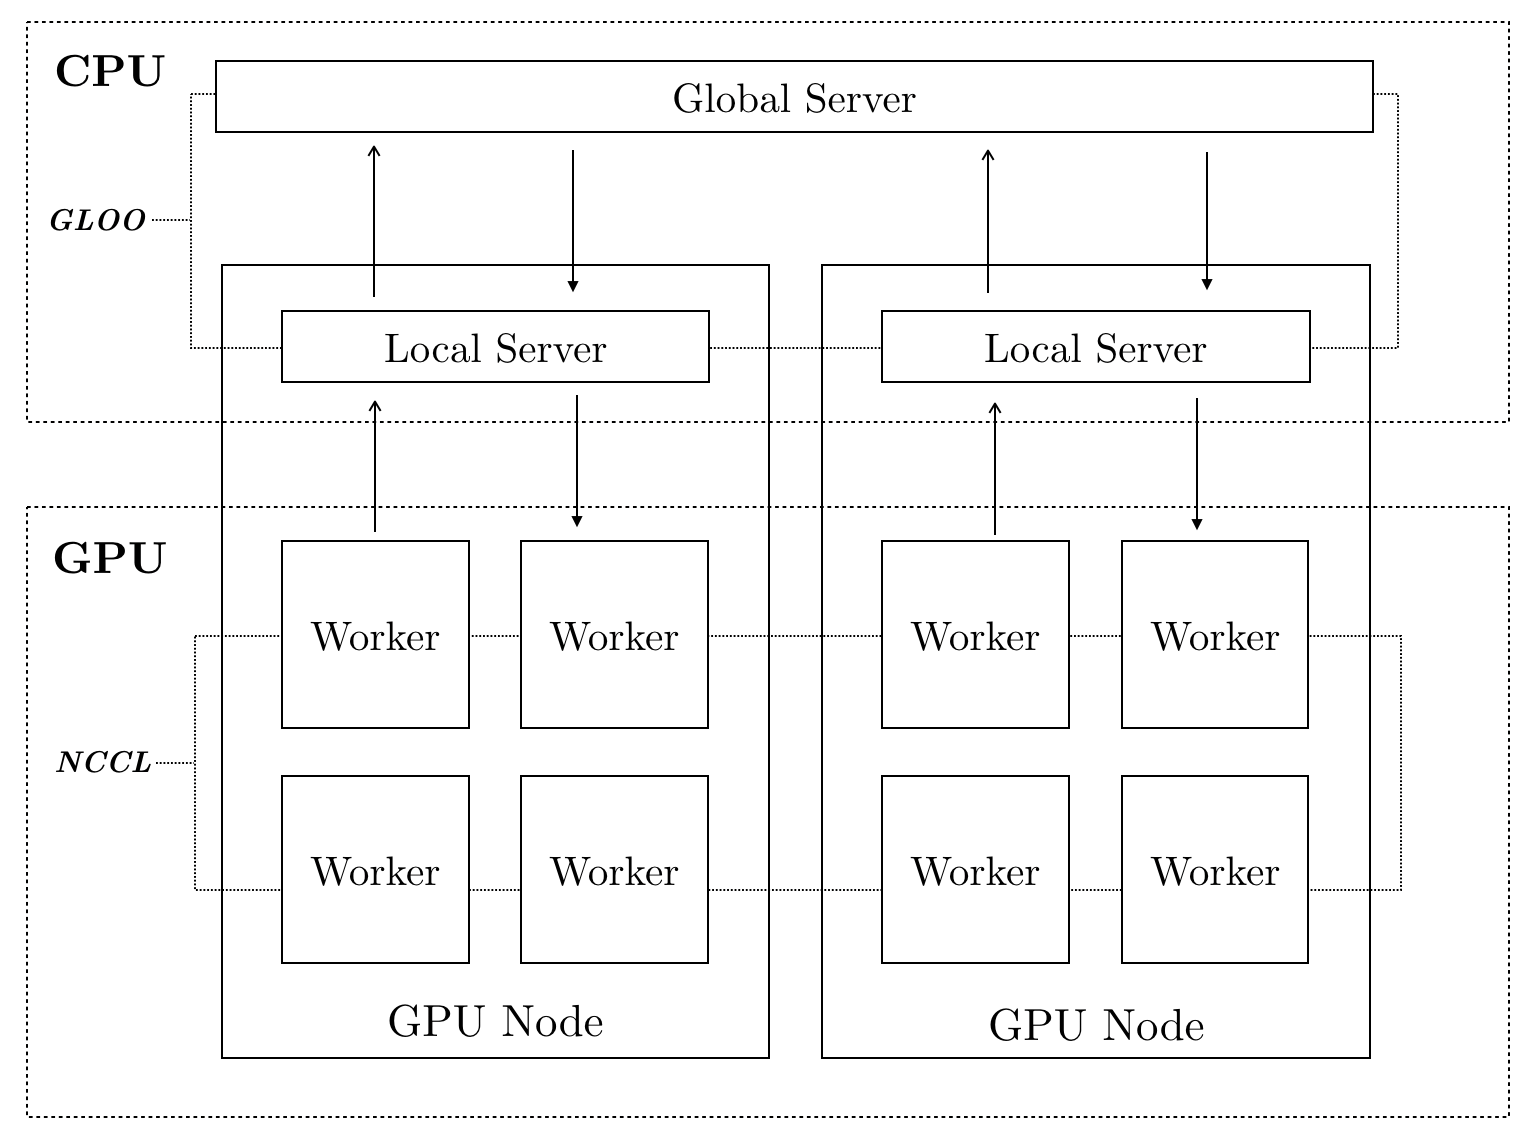 CPU
Global Server
GLOO
Local Server
Local Server
GPU
Worker
Worker
Worker
Worker
NCCL
Worker
Worker
Worker
Worker
GPU Node
GPU Node